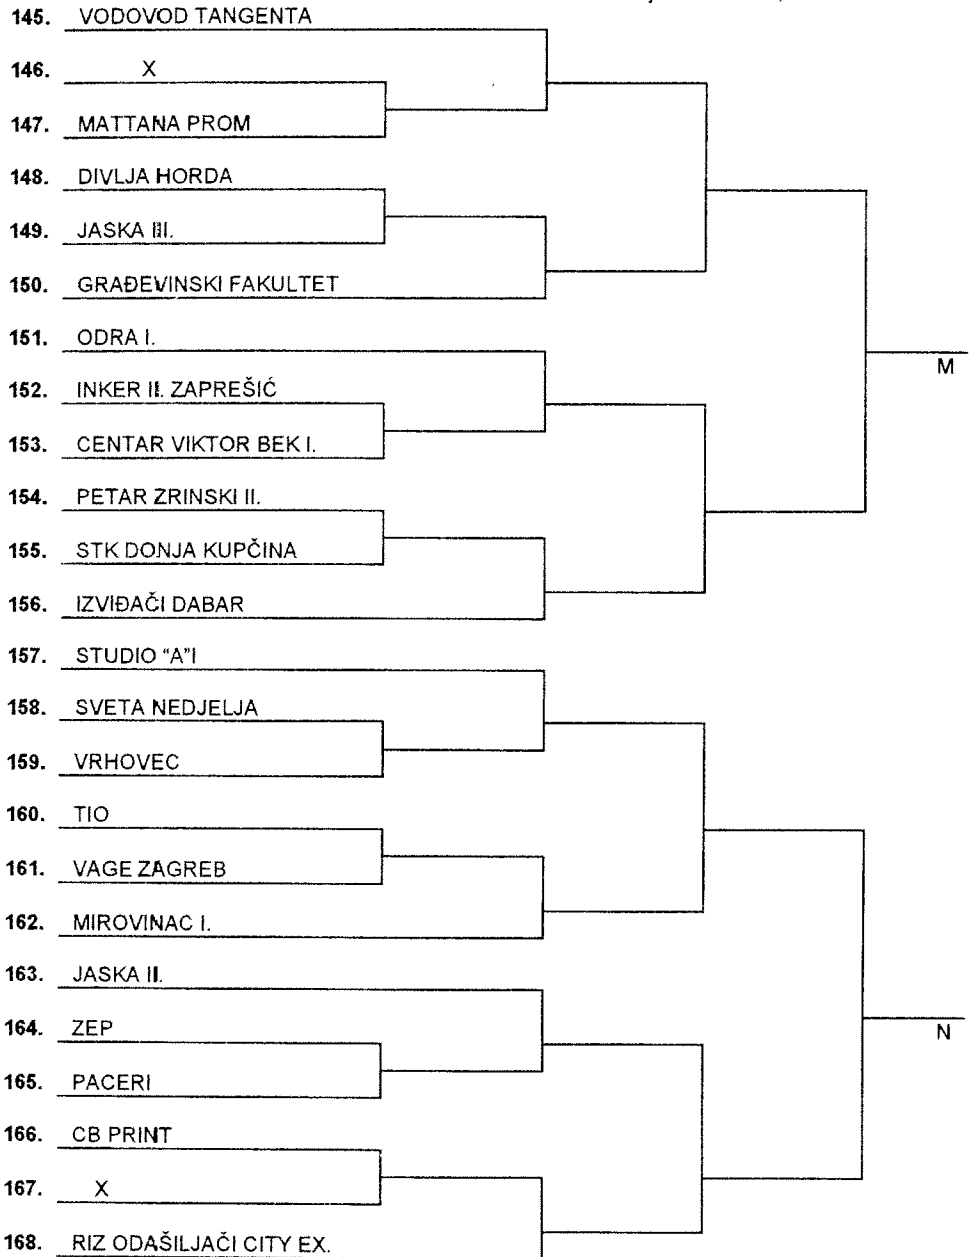 145. VODOVOD TANGENTA
146. X
147. MATTANA PROM
148. DIVLJA HORDA
149. JASKA III.
150. GRAĐEVINSKI FAKULTET
151. ODRA I.
M
152. INKER II. ZAPREŠIĆ
153. CENTAR VIKTOR BEK I.
154. PETAR ZRINSKI II.
155. STK DONJA KUPČINA
156. IZVIĐAČI DABAR
157. STUDIO “A”I
158. SVETA NEDJELJA
159. VRHOVEC
160. TIO
161. VAGE ZAGREB
162. MIROVINAC I.
163. JASKA II.
164. ZEP
N
165. PACERI
166. CB PRINT
167. X
168. RIZ ODAŠILJAČI CITY EX.